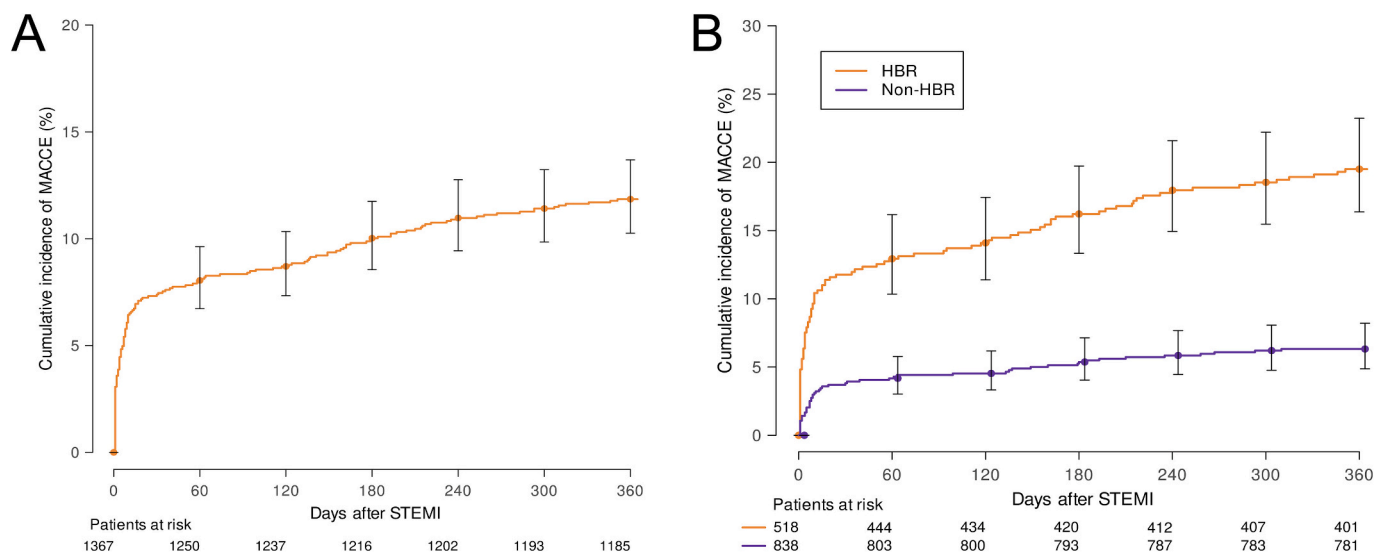 A
Cumulative incidence of MACCE (%)
20
15
10
5
0
0 60 120 180 240 300 360
Days after STEMI
Patients at risk
1367 1250 1237 1216 1202 1193 1185
B
Cumulative incidence of MACCE (%)
30
25
20
15
10
5
0
HBR
Non-HBR
0 60 120 180 240 300 360
Days after STEMI
Patients at risk
518 444 434 420 412 407 401
838 803 800 793 787 783 781